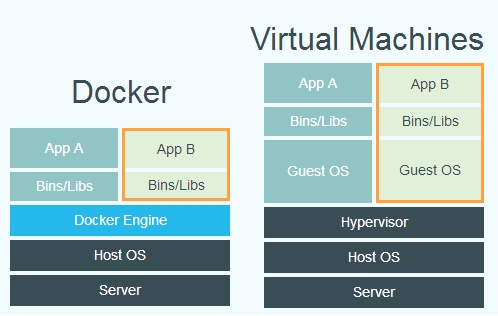 Docker
App A
App B
Bins/Libs
Bins/Libs
Docker Engine
Host OS
Server
Virtual Machines
App A
App B
Bins/Libs
Bins/Libs
Guest OS
Guest OS
Hypervisor
Host OS
Server